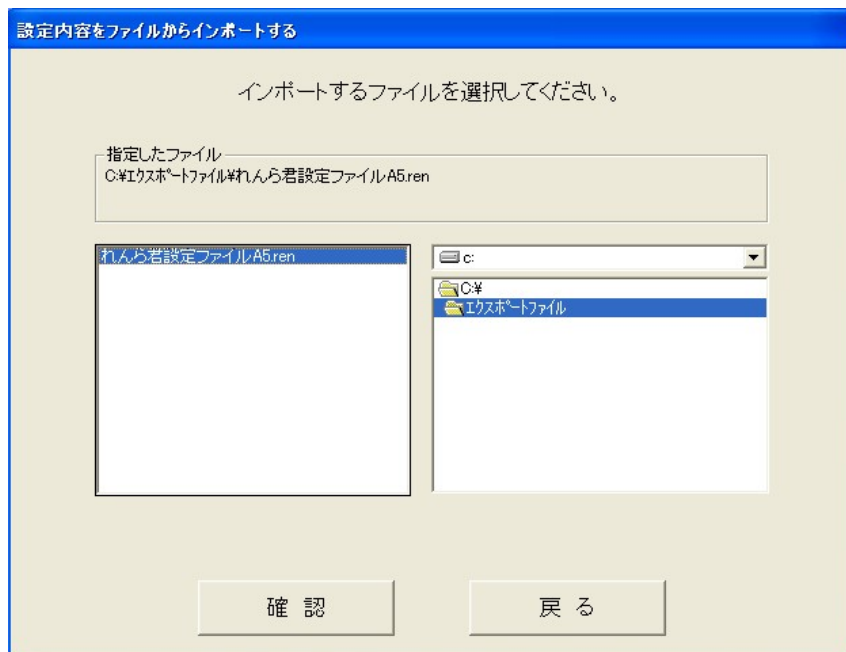 設定内容をファイルからインポートする
インポートするファイルを選択してください。
指定したファイル
C:¥ｴｸｽﾎﾟｰﾄﾌｧｲﾙ¥れんら君設定ファイルA5.ren
れんら君設定ファイルA5.ren
c:
C:¥
ｴｸｽﾎﾟｰﾄﾌｧｲﾙ
確 認
戻 る